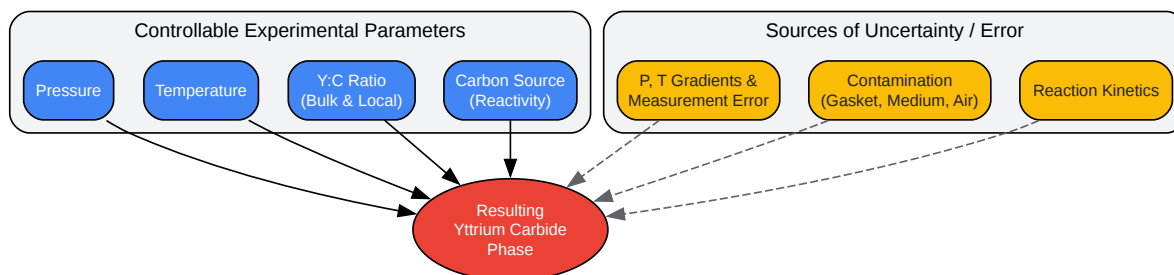 Controllable Experimental Parameters
Pressure
Temperature
Y:C Ratio
(Bulk & Local)
Carbon Source
(Reactivity)
Sources of Uncertainty / Error
P, T Gradients &
Measurement Error
Contamination
(Gasket, Medium, Air)
Reaction Kinetics
Resulting
Yttrium Carbide
Phase